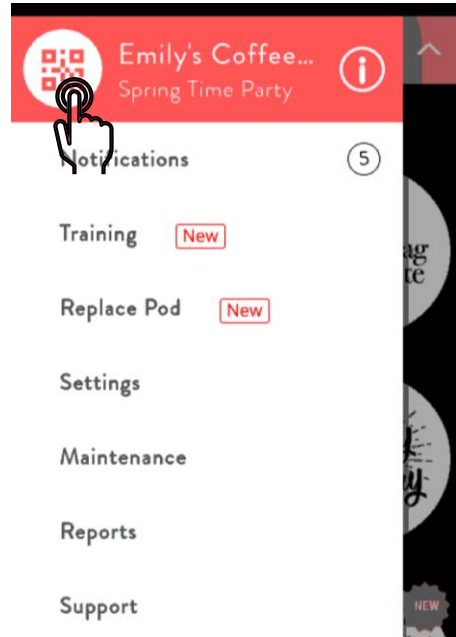 Emily's Coffee...
Spring Time Party
Notifications 5
Training New
Replace Pod New
Settings
Maintenance
Reports
Support
NEW